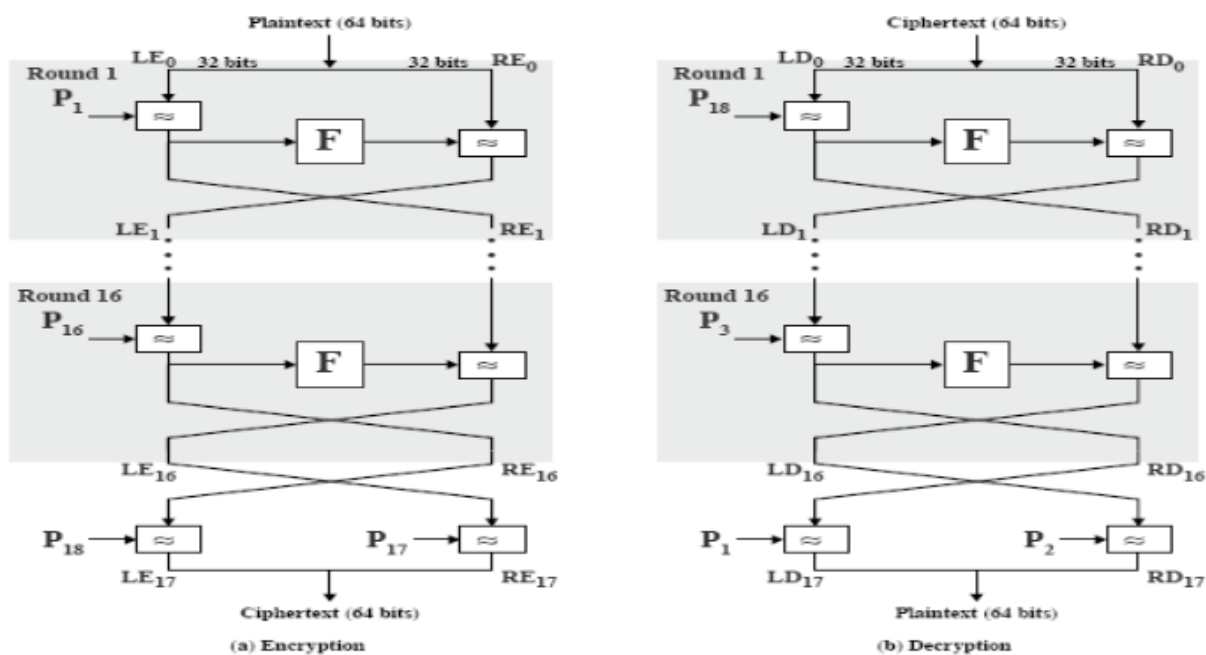 Plaintext (64 bits)
LE0 32 bits 32 bits RE0
Round 1
P1
≈
F
≈
LE1 RE1
Round 16
P16
≈
F
≈
LE16 RE16
P18 ≈ P17 ≈
LE17 RE17
Ciphertext (64 bits)
(a) Encryption
Ciphertext (64 bits)
LD0 32 bits 32 bits RD0
Round 1
P18
≈
F
≈
LD1 RD1
Round 16
P3
≈
F
≈
LD16 RD16
P1 ≈ P2 ≈
LD17 RD17
Plaintext (64 bits)
(b) Decryption